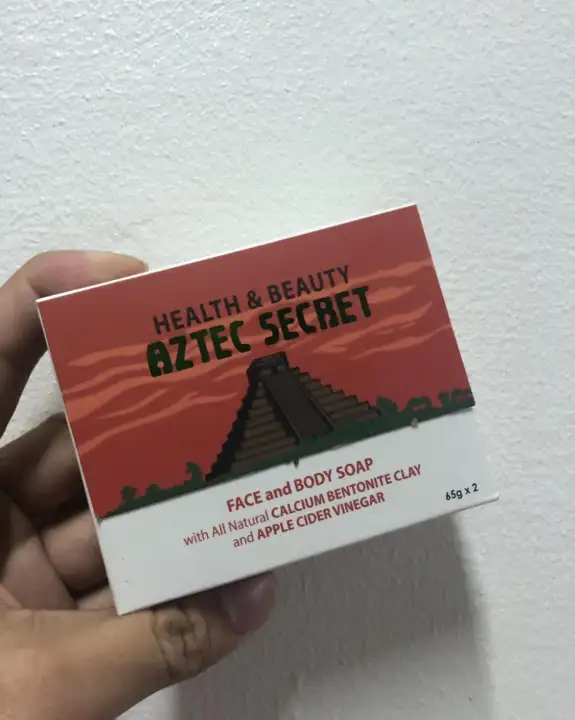 HEALTH & BEAUTY
AZTEC SECRET
FACE and BODY SOAP
with All Natural CALCIUM BENTONITE CLAY
and APPLE CIDER VINEGAR
65g x 2